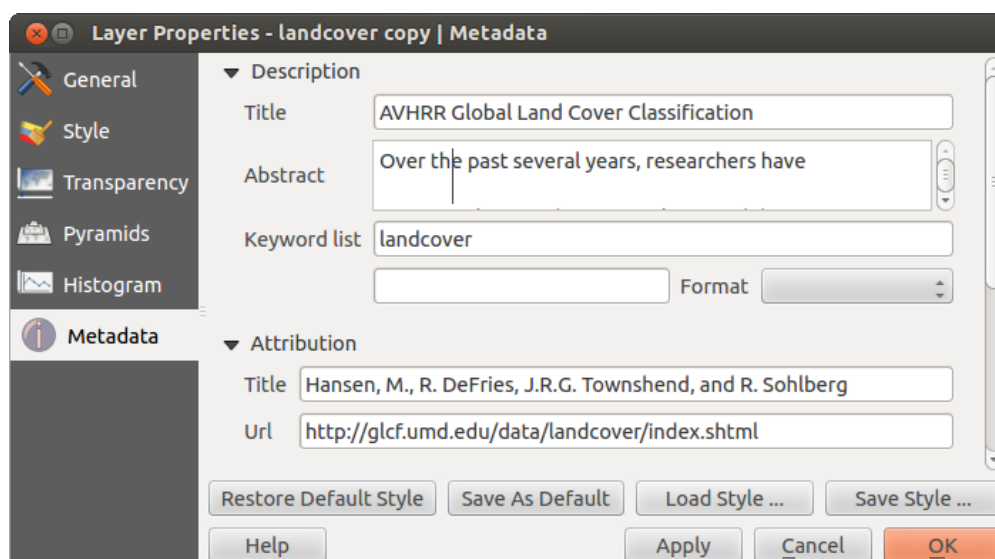 Layer Properties - landcover copy | Metadata
General
Style
Transparency
Pyramids
Histogram
Metadata
Description
Title AVHRR Global Land Cover Classification
Abstract Over the past several years, researchers have
Keyword list landcover
Format
Attribution
Title Hansen, M., R. DeFries, J.R.G. Townshend, and R. Sohlberg
Url http://glcf.umd.edu/data/landcover/index.shtml
Restore Default Style Save As Default Load Style ... Save Style ...
Help Apply Cancel OK